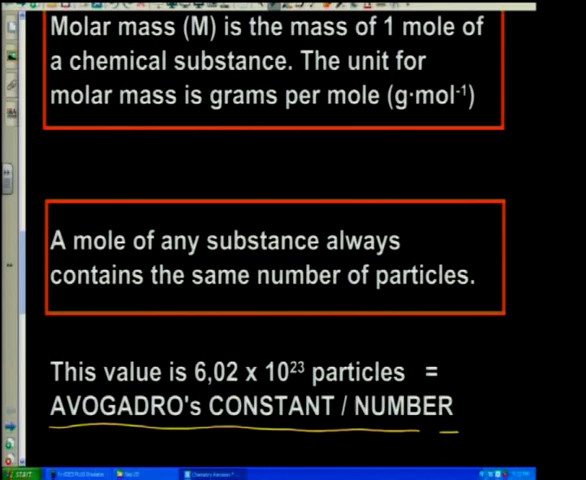 Molar mass (M) is the mass of 1 mole of
a chemical substance. The unit for
molar mass is grams per mole (g·mol⁻¹)
A mole of any substance always
contains the same number of particles.
This value is 6,02 x 10²³ particles =
AVOGADRO's CONSTANT / NUMBER
start